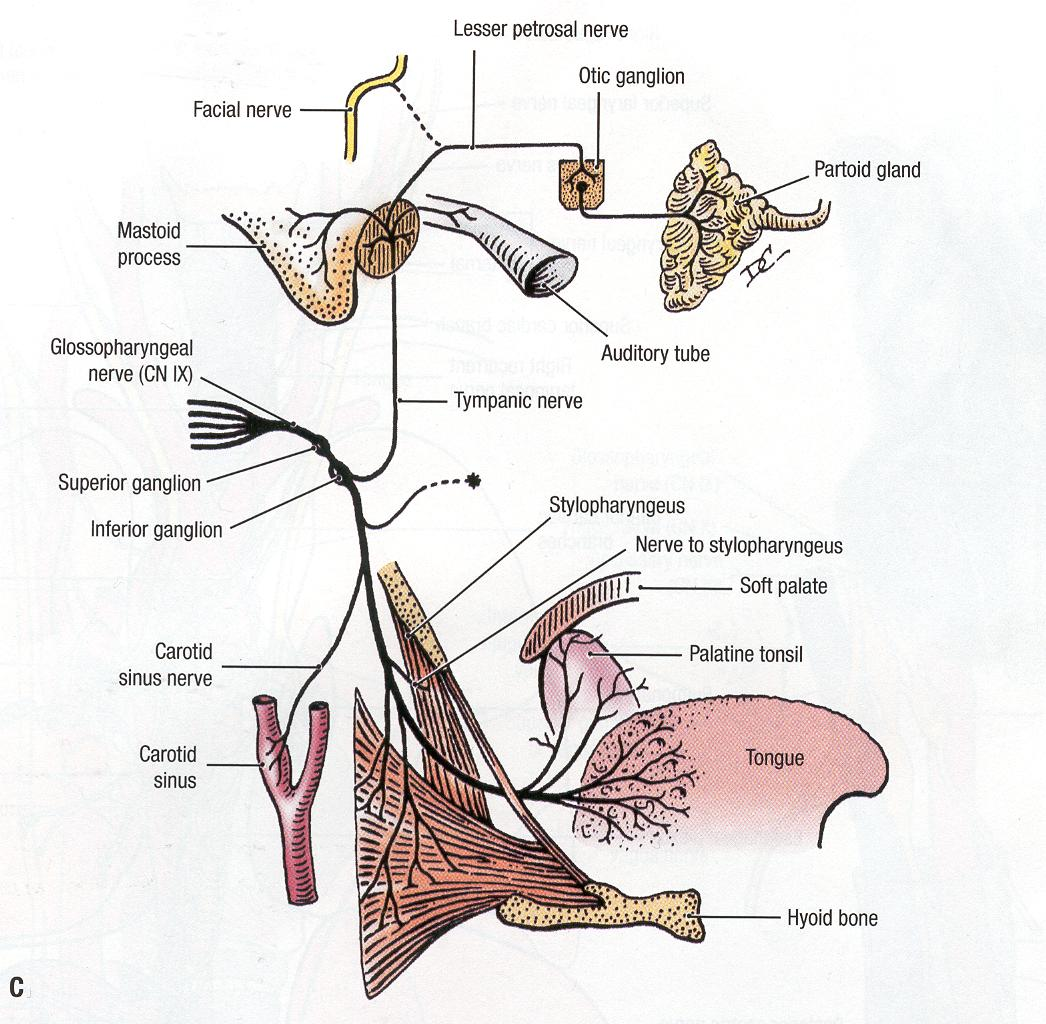 Lesser petrosal nerve
Otic ganglion
Facial nerve
Partoid gland
Mastoid
process
DC
Auditory tube
Glossopharyngeal
nerve (CN IX)
Tympanic nerve
Superior ganglion
Inferior ganglion
*
Stylopharyngeus
Nerve to stylopharyngeus
Soft palate
Palatine tonsil
Carotid
sinus nerve
Carotid
sinus
Tongue
Hyoid bone
C